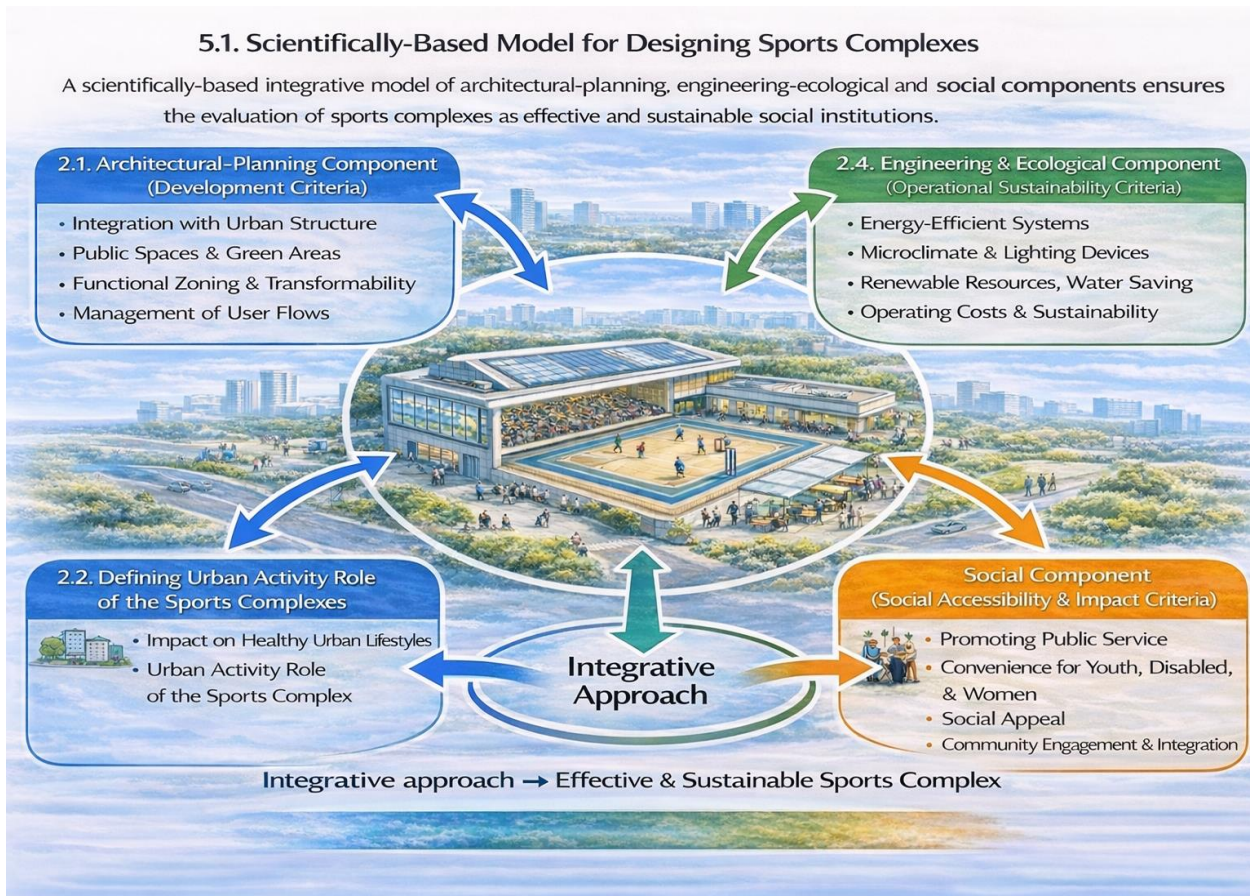 5.1. Scientifically-Based Model for Designing Sports Complexes
A scientifically-based integrative model of architectural-planning, engineering-ecological and social components ensures
the evaluation of sports complexes as effective and sustainable social institutions.
2.1. Architectural-Planning Component
(Development Criteria)
• Integration with Urban Structure
• Public Spaces & Green Areas
• Functional Zoning & Transformability
• Management of User Flows
2.4. Engineering & Ecological Component
(Operational Sustainability Criteria)
• Energy-Efficient Systems
• Microclimate & Lighting Devices
• Renewable Resources, Water Saving
• Operating Costs & Sustainability
2.2. Defining Urban Activity Role
of the Sports Complexes
• Impact on Healthy Urban Lifestyles
• Urban Activity Role
of the Sports Complex
Integrative
Approach
Social Component
(Social Accessibility & Impact Criteria)
• Promoting Public Service
• Convenience for Youth, Disabled,
& Women
• Social Appeal
• Community Engagement & Integration
Integrative approach → Effective & Sustainable Sports Complex